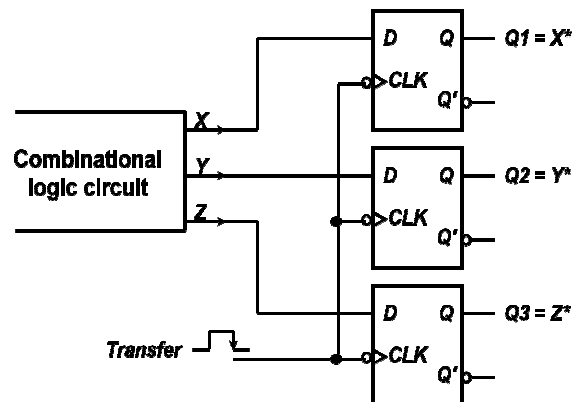 D Q Q1 = X*
CLK
Q'
X
Combinational
logic circuit
Y
D Q Q2 = Y*
CLK
Q'
Z
D Q Q3 = Z*
Transfer
CLK
Q'